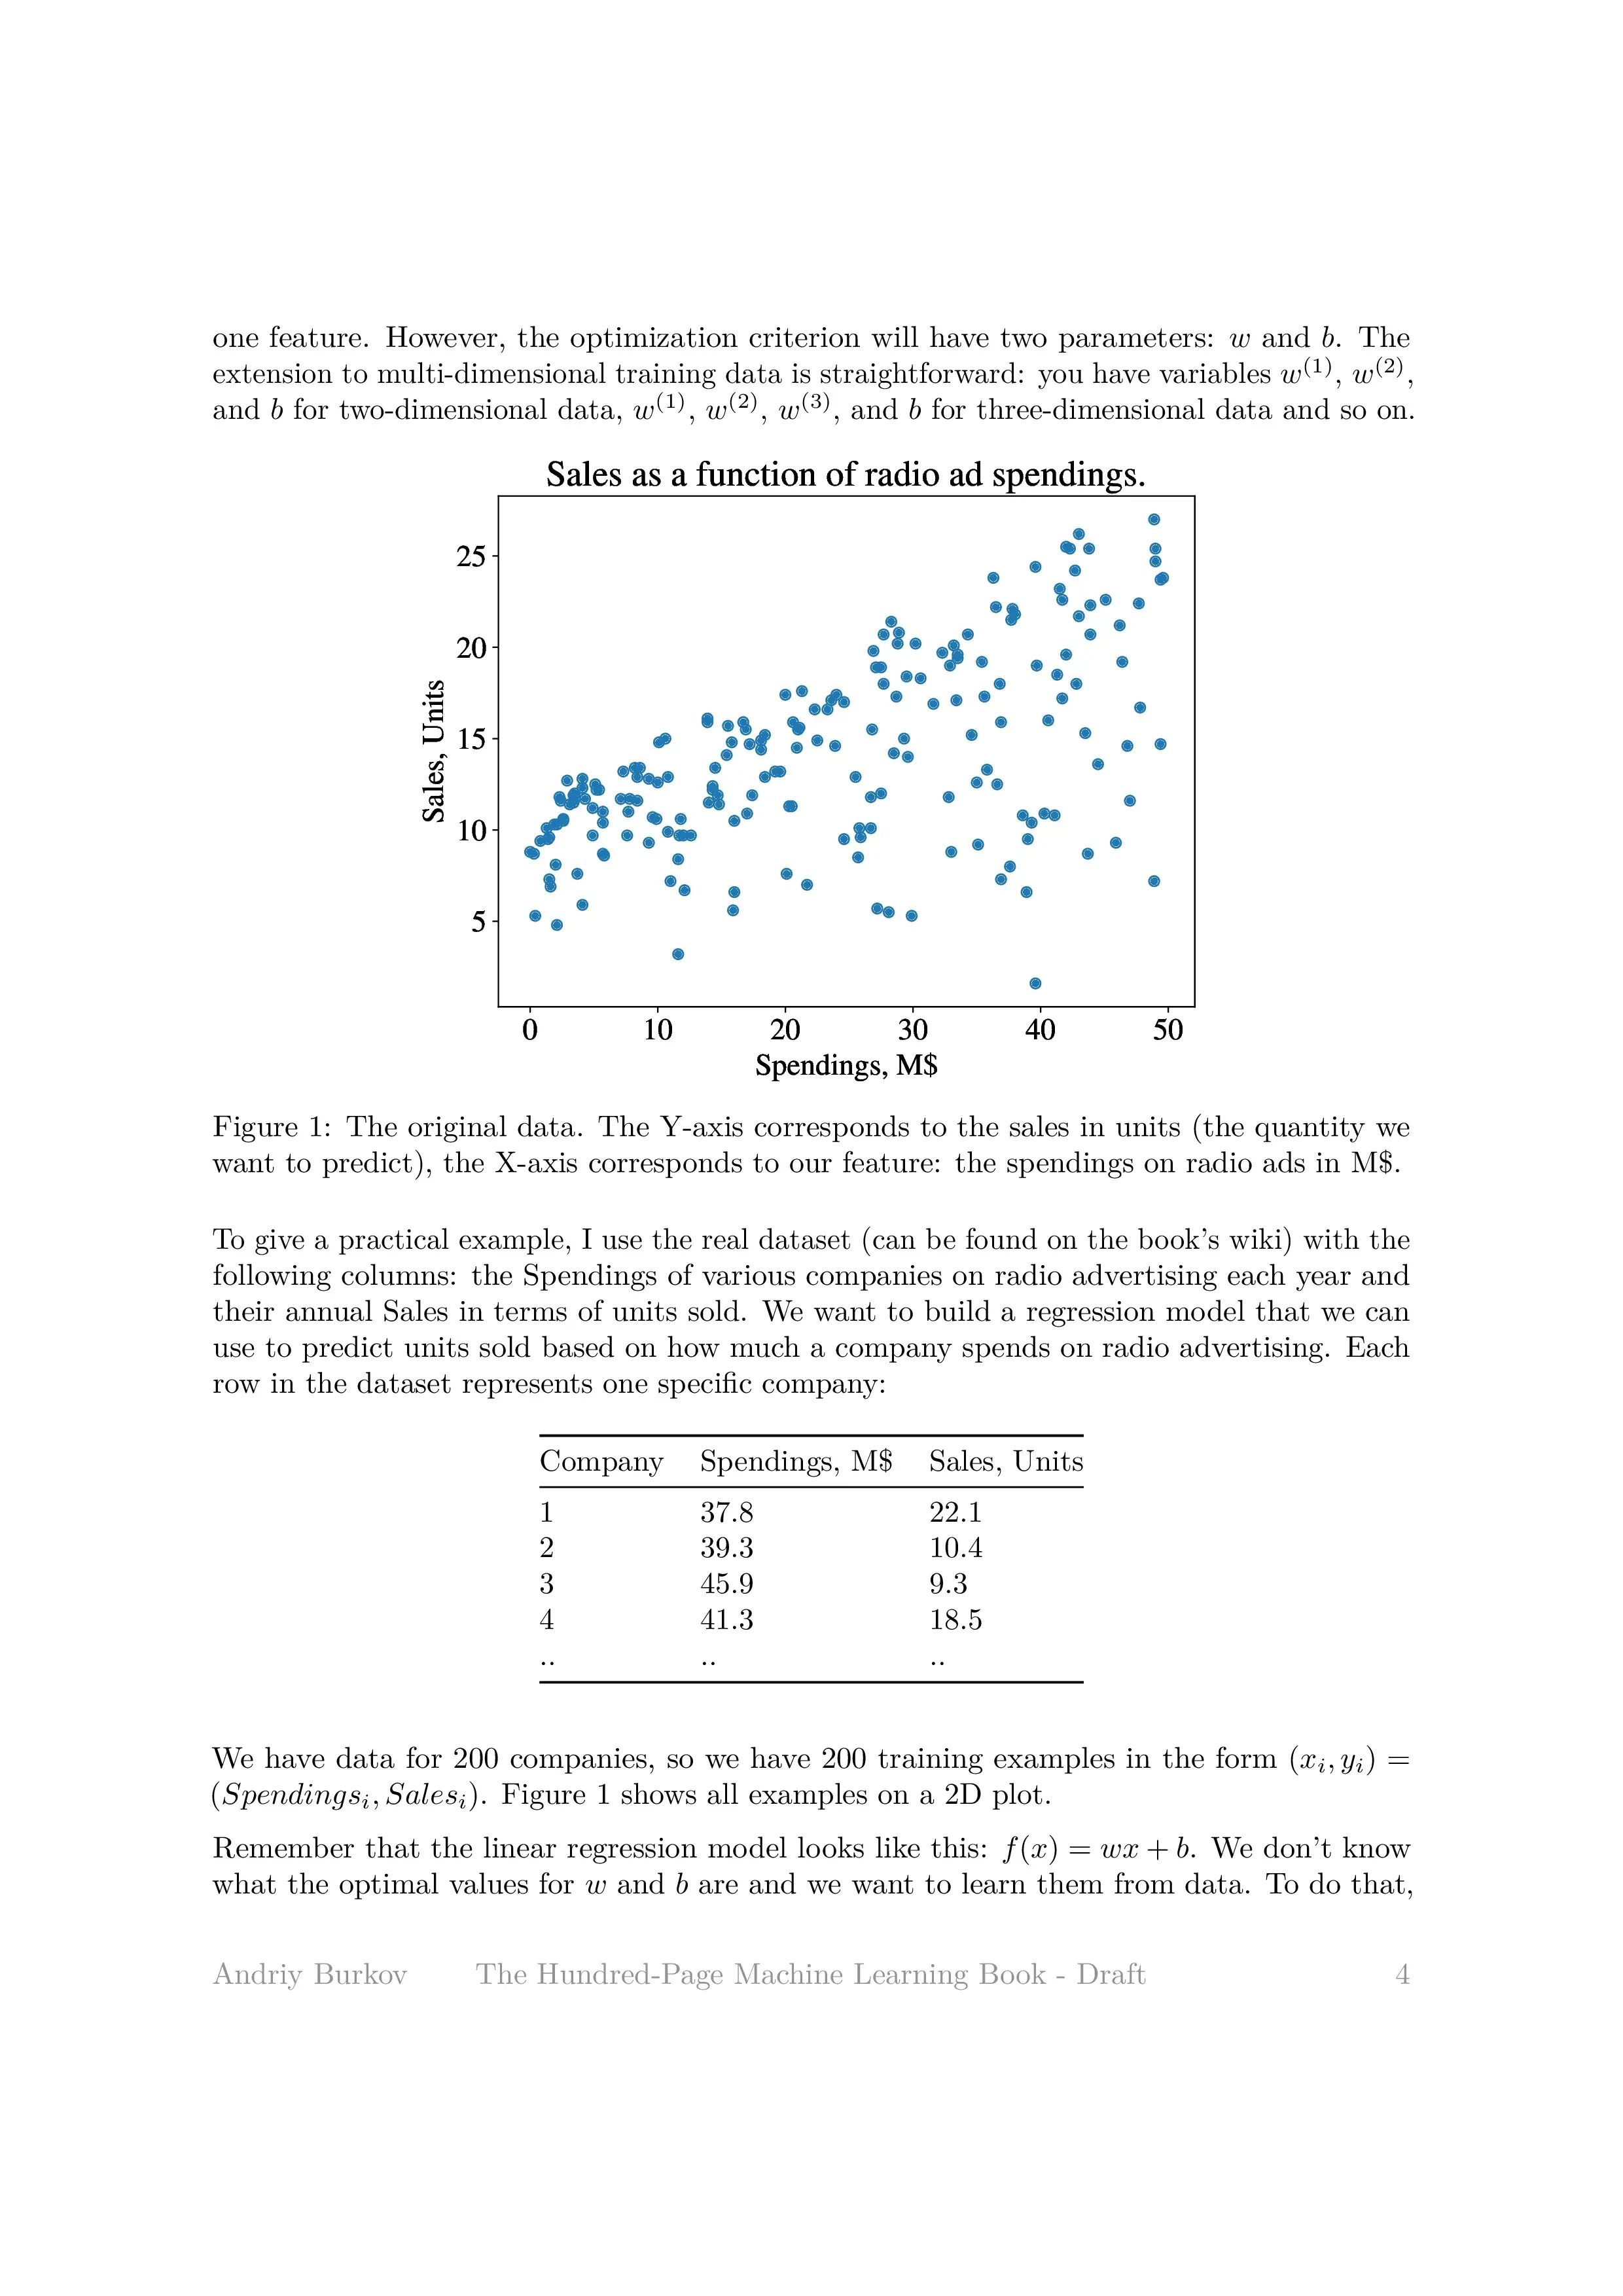 one feature. However, the optimization criterion will have two parameters: w and b. The
extension to multi-dimensional training data is straightforward: you have variables w(1), w(2),
and b for two-dimensional data, w(1), w(2), w(3), and b for three-dimensional data and so on.
Sales as a function of radio ad spendings.
25
20
15
10
5
Sales, Units
0 10 20 30 40 50
Spendings, M$
Figure 1: The original data. The Y-axis corresponds to the sales in units (the quantity we
want to predict), the X-axis corresponds to our feature: the spendings on radio ads in M$.
To give a practical example, I use the real dataset (can be found on the book's wiki) with the
following columns: the Spendings of various companies on radio advertising each year and
their annual Sales in terms of units sold. We want to build a regression model that we can
use to predict units sold based on how much a company spends on radio advertising. Each
row in the dataset represents one specific company:
Company Spendings, M$ Sales, Units
1 37.8 22.1
2 39.3 10.4
3 45.9 9.3
4 41.3 18.5
.. .. ..
We have data for 200 companies, so we have 200 training examples in the form (xi, yi) =
(Spendingsi, Salesi). Figure 1 shows all examples on a 2D plot.
Remember that the linear regression model looks like this: f(x) = wx + b. We don't know
what the optimal values for w and b are and we want to learn them from data. To do that,
Andriy Burkov The Hundred-Page Machine Learning Book - Draft 4